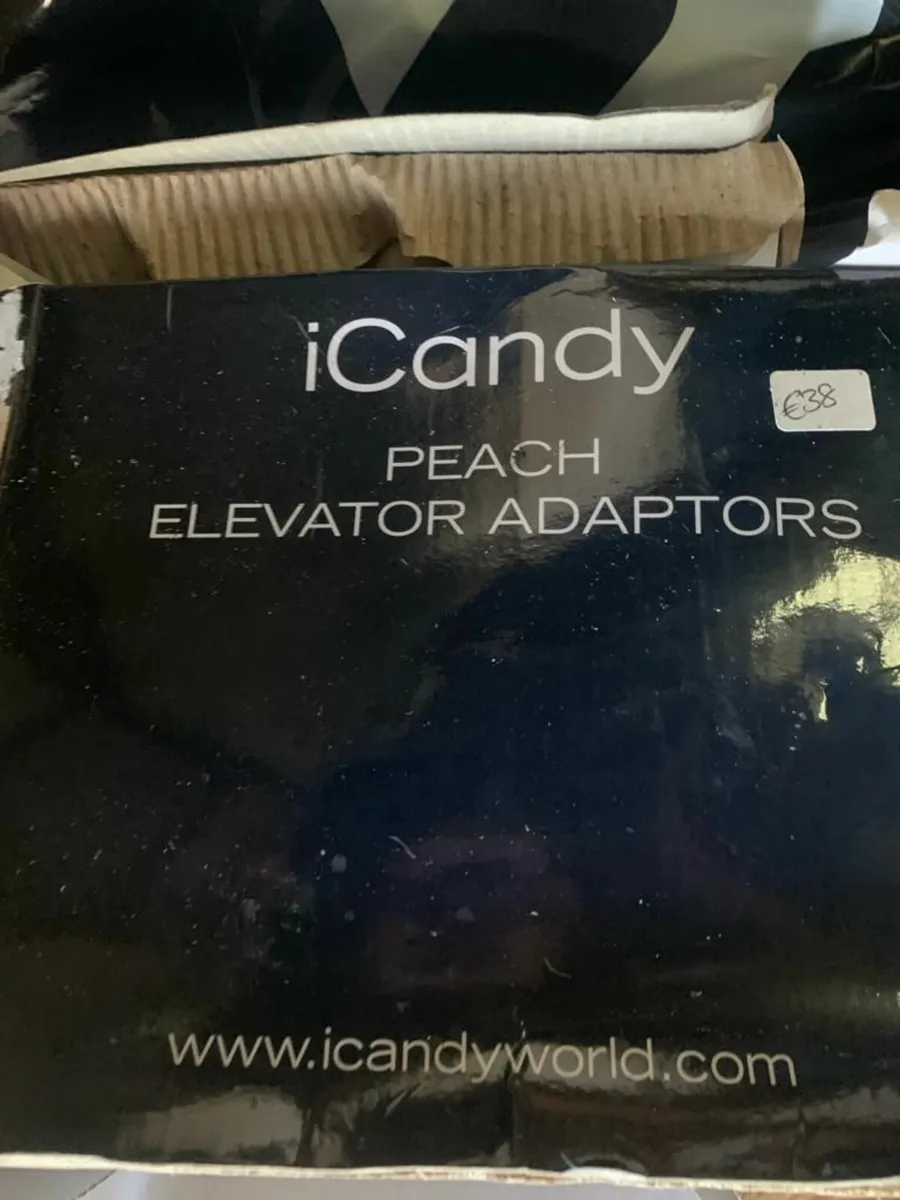 iCandy
€38
PEACH
ELEVATOR ADAPTORS
www.icandyworld.com